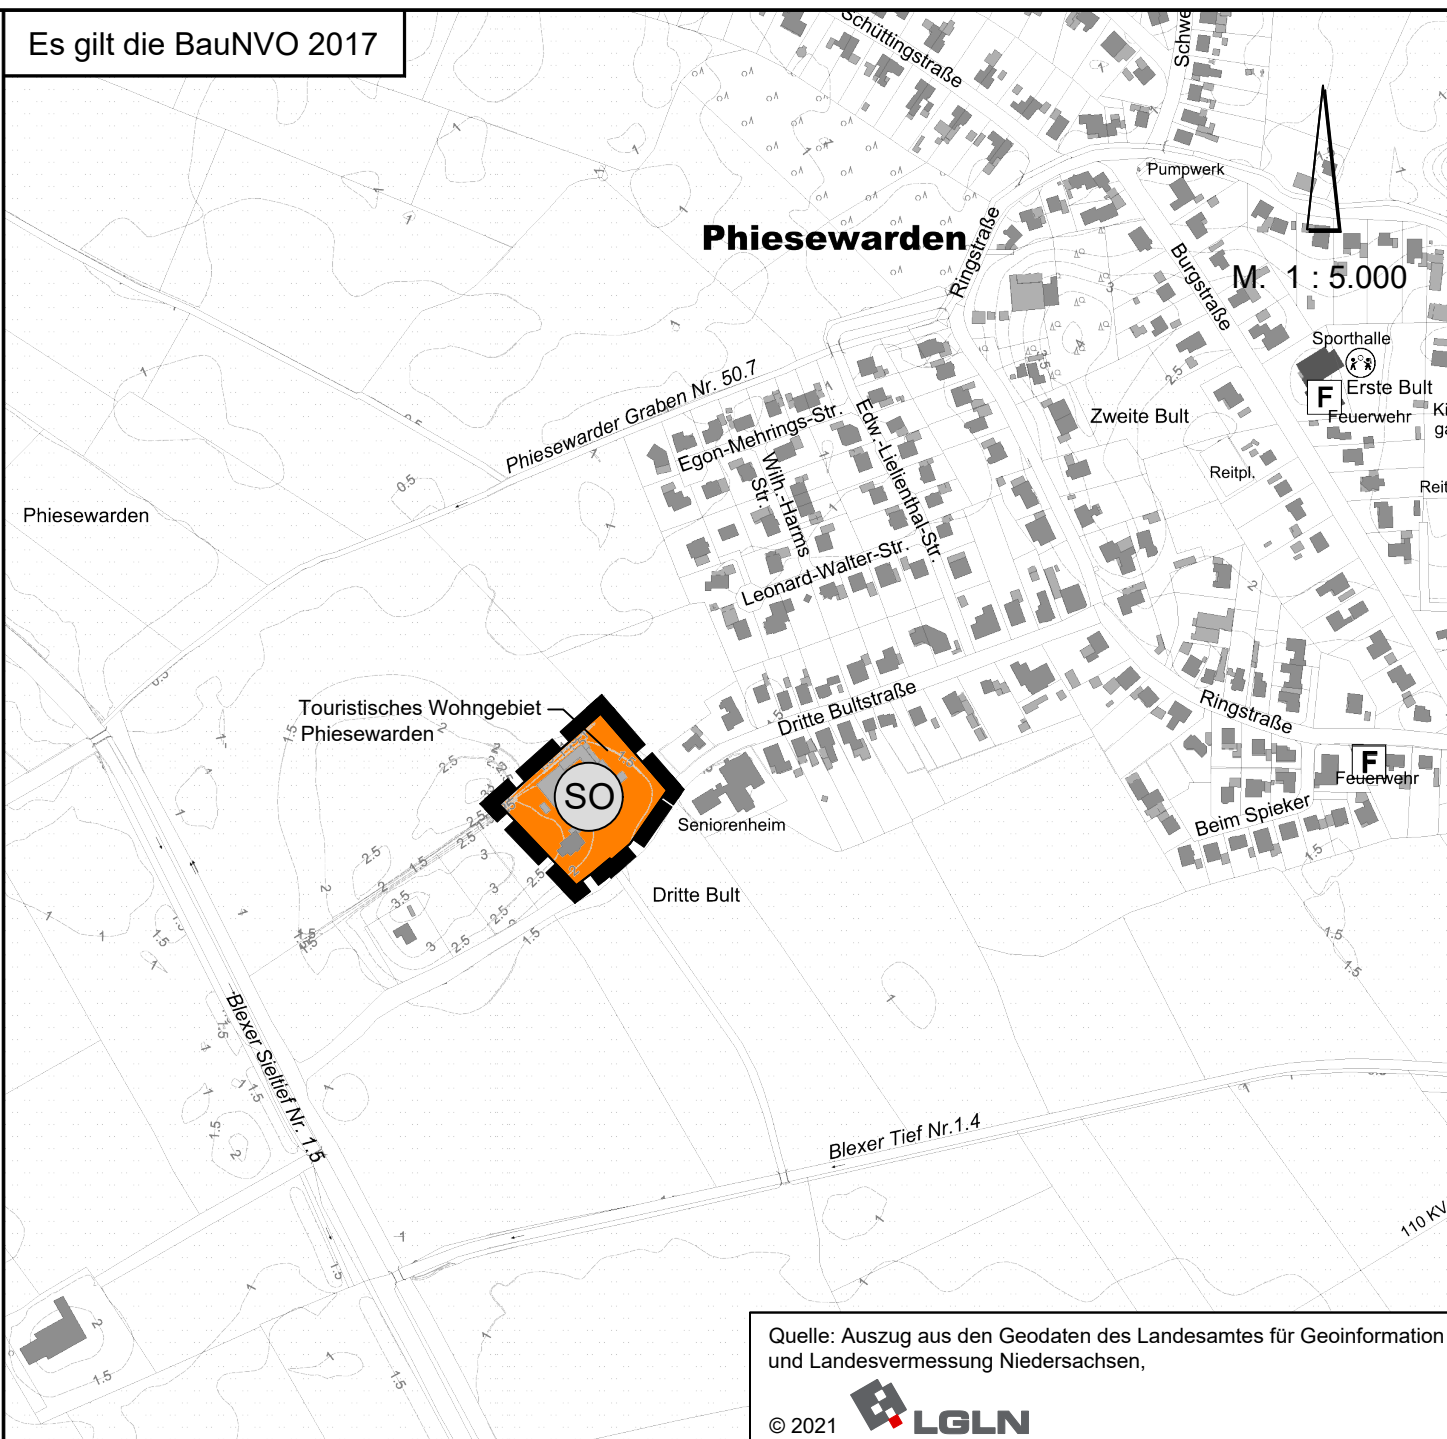 Es gilt die BauNVO 2017
Schüttingstraße
Schwe
Pumpwerk
Phiesewarden
Ringstraße
Burgstraße
M. 1 : 5.000
Sporthalle
F
Erste Bult
Feuerwehr
Ki
ga
Phiesewarder Graben Nr. 50.7
Egon-Mehrings-Str.
Edw.-Lielienthal-Str.
Wilh.-Harms
Str.
Zweite Bult
Reitpl.
Reit
Phiesewarden
Leonard-Walter-Str.
Touristisches Wohngebiet
Phiesewarden
SO
Dritte Bultstraße
Ringstraße
F
Feuerwehr
Beim Spieker
Seniorenheim
Dritte Bult
Blexer Sieltief Nr. 1.5
Blexer Tief Nr.1.4
110 KV
Quelle: Auszug aus den Geodaten des Landesamtes für Geoinformation
und Landesvermessung Niedersachsen,
© 2021 LGLN